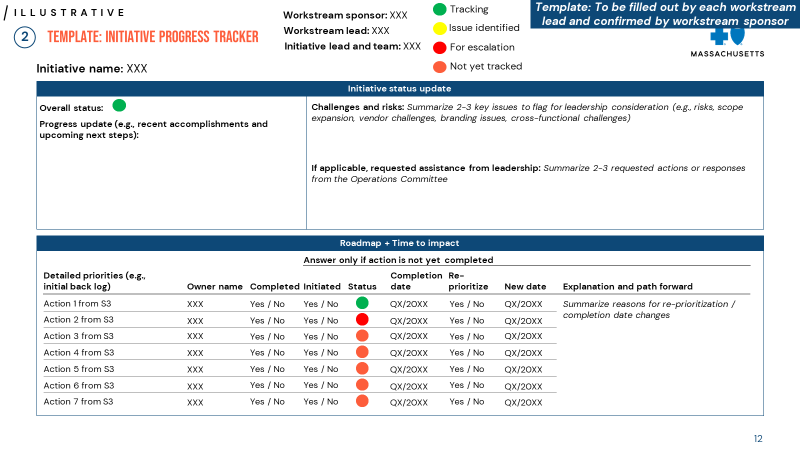 /ILLUSTRATIVE
2 TEMPLATE: INITIATIVE PROGRESS TRACKER
Workstream sponsor: XXX
Workstream lead: XXX
Initiative lead and team: XXX
Tracking
Issue identified
For escalation
Not yet tracked
Template: To be filled out by each workstream
lead and confirmed by workstream sponsor
MASSACHUSETTS
Initiative name: XXX
Initiative status update
Overall status:
Progress update (e.g., recent accomplishments and
upcoming next steps):
Challenges and risks: Summarize 2-3 key issues to flag for leadership consideration (e.g., risks, scope
expansion, vendor challenges, branding issues, cross-functional challenges)
If applicable, requested assistance from leadership: Summarize 2-3 requested actions or responses
from the Operations Committee
Roadmap + Time to impact
Answer only if action is not yet completed
Detailed priorities (e.g.,
initial back log)
Owner name
Completed
Initiated
Status
Completion
date
Re-
prioritize
New date
Explanation and path forward
Action 1 from S3 XXX Yes / No Yes / No QX/20XX Yes / No QX/20XX
Summarize reasons for re-prioritization /
completion date changes
Action 2 from S3 XXX Yes / No Yes / No QX/20XX Yes / No QX/20XX
Action 3 from S3 XXX Yes / No Yes / No QX/20XX Yes / No QX/20XX
Action 4 from S3 XXX Yes / No Yes / No QX/20XX Yes / No QX/20XX
Action 5 from S3 XXX Yes / No Yes / No QX/20XX Yes / No QX/20XX
Action 6 from S3 XXX Yes / No Yes / No QX/20XX Yes / No QX/20XX
Action 7 from S3 XXX Yes / No Yes / No QX/20XX Yes / No QX/20XX
12